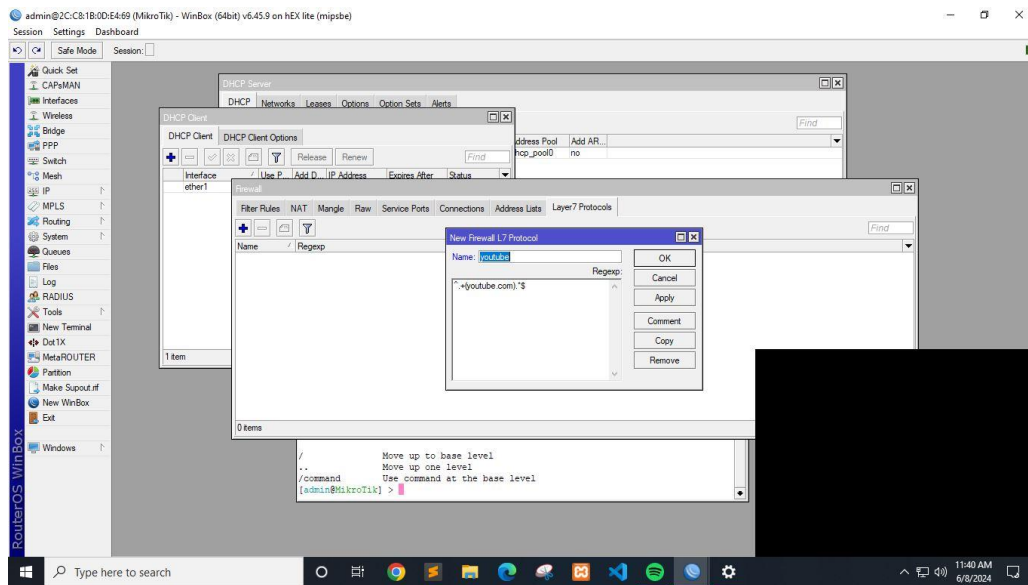 admin@2C:C8:1B:0D:E4:69 (MikroTik) - WinBox (64bit) v6.45.9 on hEX lite (mipsbe)
Session Settings Dashboard
Safe Mode Session:
Quick Set
CAPsMAN
Interfaces
Wireless
Bridge
PPP
Switch
Mesh
IP
MPLS
Routing
System
Queues
Files
Log
RADIUS
Tools
New Terminal
Dot1X
MetaROUTER
Partition
Make Supout.rif
New WinBox
Exit
Windows
RouterOS WinBox
DHCP Server
DHCP Networks Leases Options Option Sets Alerts
Find
Address Pool Add AR...
hcp_pool0 no
DHCP Client
DHCP Client DHCP Client Options
Release Renew Find
Interface Use P... Add D... IP Address Expires After Status
ether1
1 item
Firewall
Filter Rules NAT Mangle Raw Service Ports Connections Address Lists Layer7 Protocols
Find
Name Regexp
0 items
New Firewall L7 Protocol
Name: youtube
Regexp:
^.+(youtube.com).*$
OK
Cancel
Apply
Comment
Copy
Remove
/ Move up to base level
.. Move up one level
/command Use command at the base level
[admin@MikroTik] >
Type here to search
11:40 AM
6/8/2024